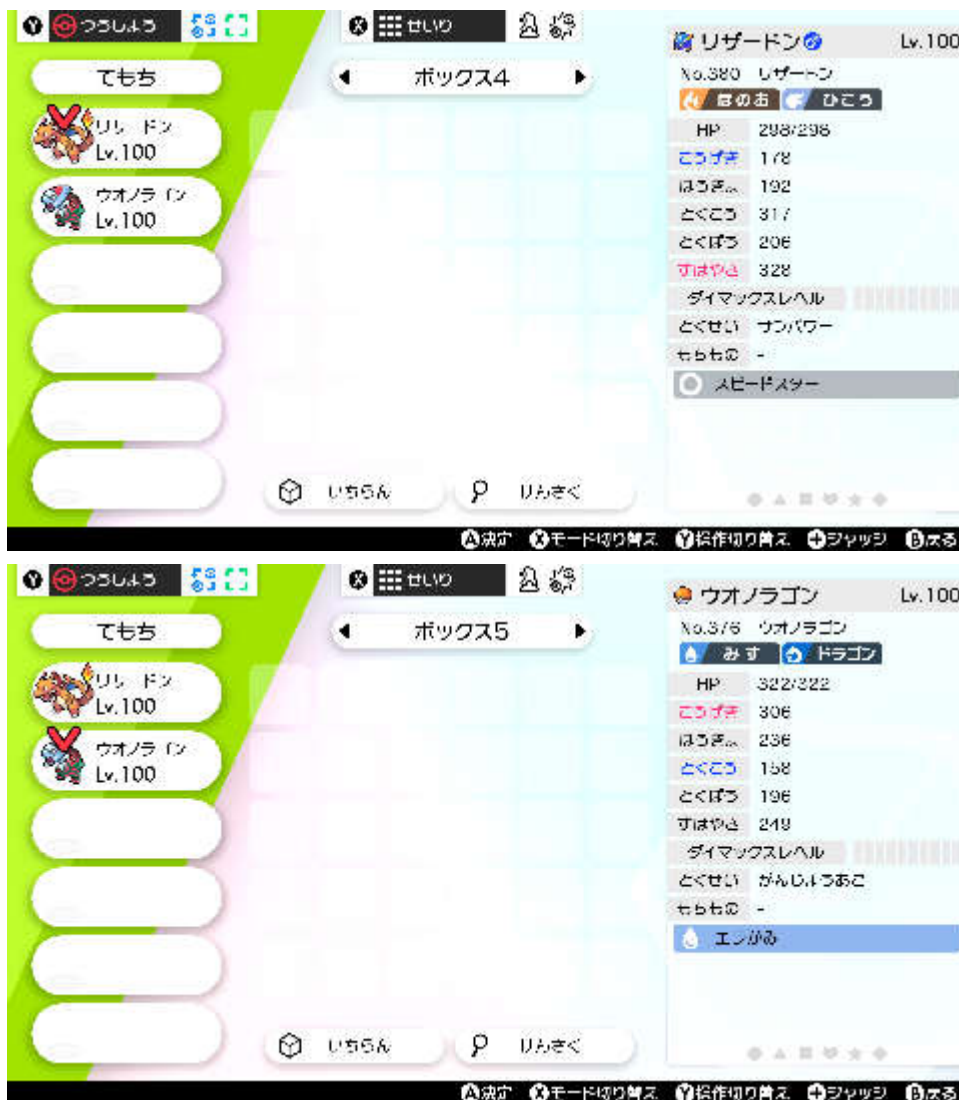 Y つうしょう X せいり
てもち
ボックス4
リザードン
Lv.100
ウオノラゴン
Lv.100
リザードン Lv.100
No.380 リザードン
ほのお ひこう
HP 298/298
こうげき 178
ぼうぎょ 192
とくこう 317
とくぼう 206
すばやさ 328
ダイマックスレベル
とくせい サンパワー
もちもの -
スピードスター
いちらん けんさく
A決定 Xモード切り替え Y操作切り替え +ジャッジ B戻る
Y つうしょう X せいり
てもち
ボックス5
リザードン
Lv.100
ウオノラゴン
Lv.100
ウオノラゴン Lv.100
No.376 ウオノラゴン
みず ドラゴン
HP 322/322
こうげき 306
ぼうぎょ 236
とくこう 158
とくぼう 196
すばやさ 249
ダイマックスレベル
とくせい がんじょうあご
もちもの -
エラがみ
いちらん けんさく
A決定 Xモード切り替え Y操作切り替え +ジャッジ B戻る